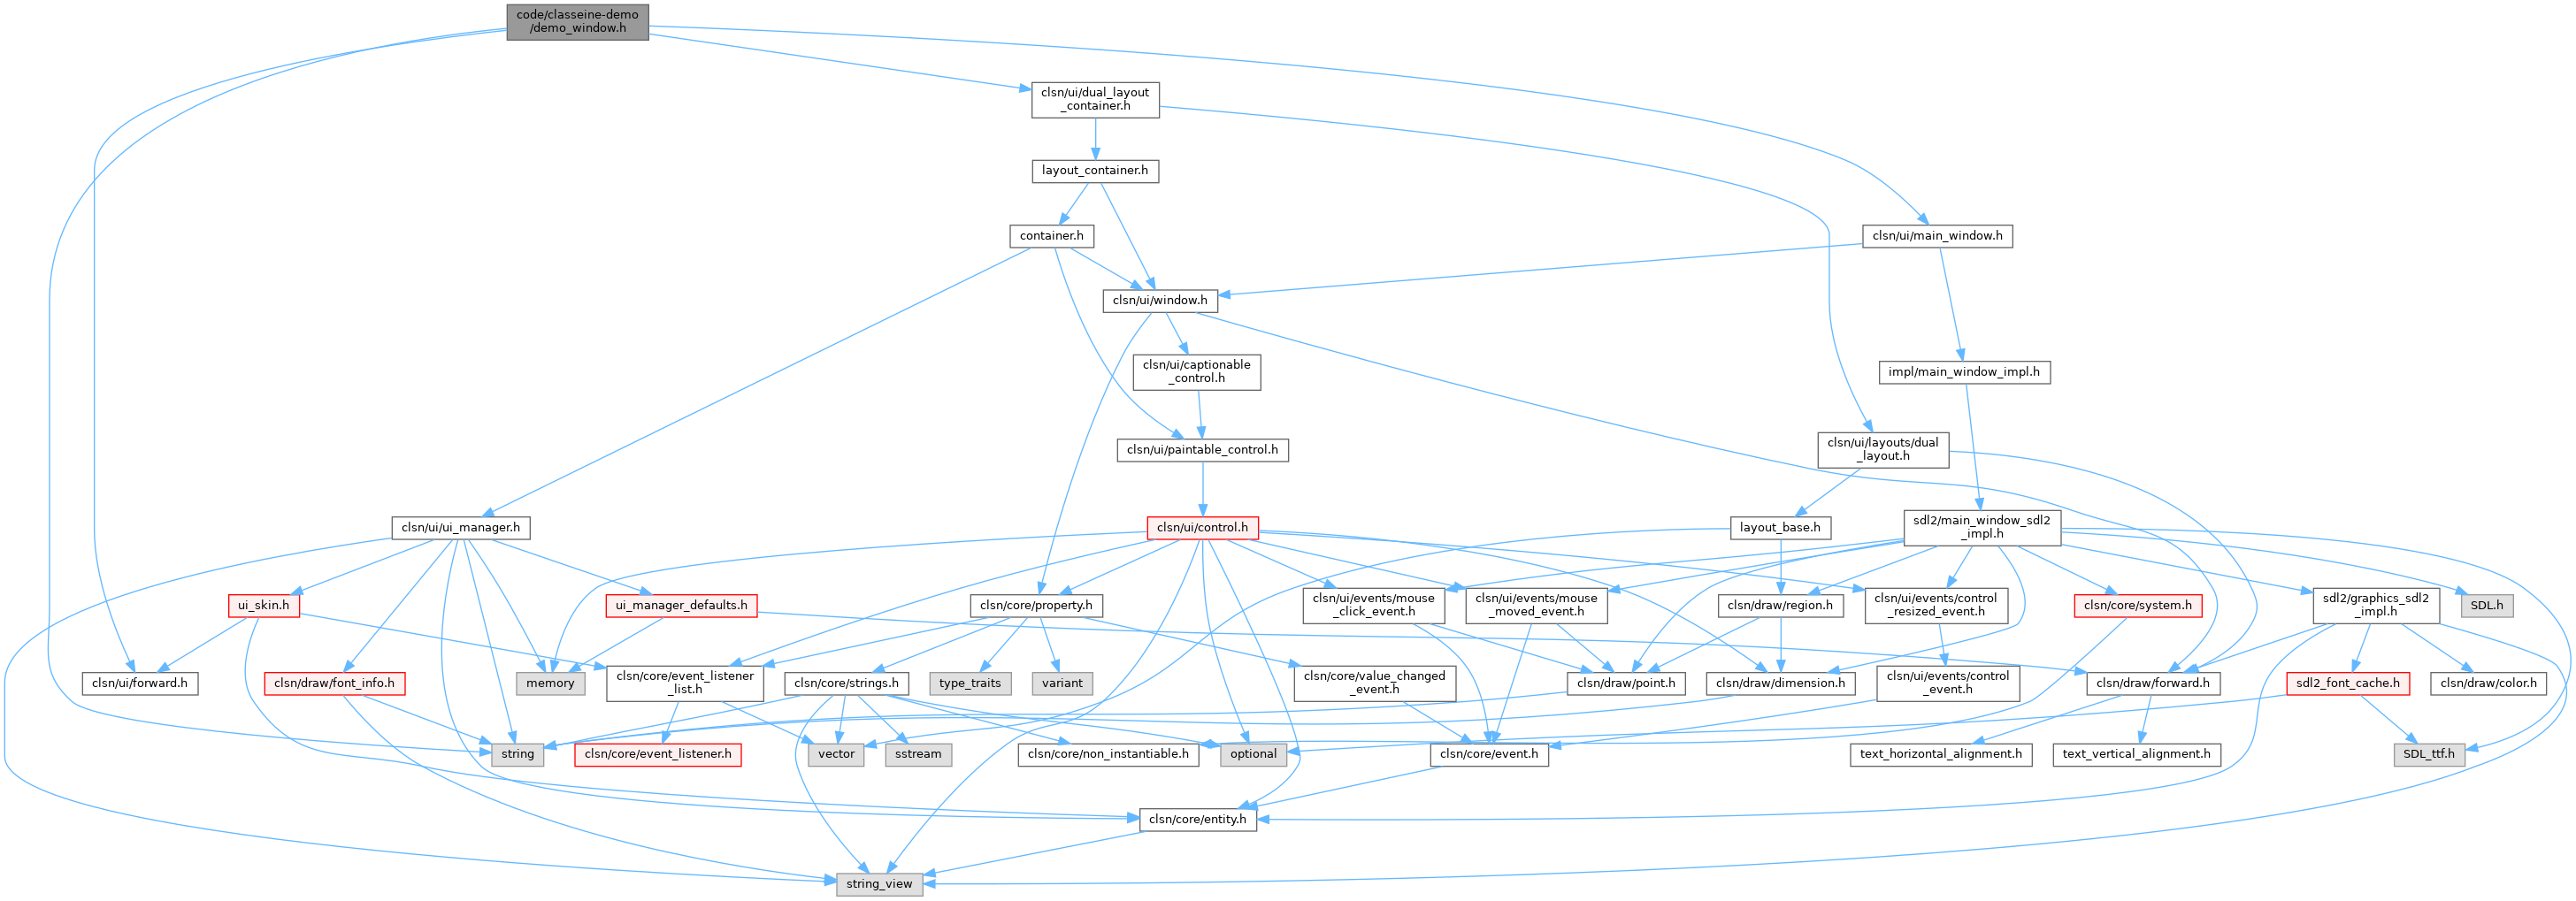 code/classeine-demo
/demo_window.h
clsn/ui/dual_layout
_container.h
layout_container.h
container.h
clsn/ui/main_window.h
clsn/ui/window.h
clsn/ui/captionable
_control.h
impl/main_window_impl.h
clsn/ui/paintable_control.h
clsn/ui/layouts/dual
_layout.h
clsn/ui/ui_manager.h
clsn/ui/control.h
layout_base.h
sdl2/main_window_sdl2
_impl.h
ui_skin.h
ui_manager_defaults.h
clsn/core/property.h
clsn/ui/events/mouse
_click_event.h
clsn/ui/events/mouse
_moved_event.h
clsn/draw/region.h
clsn/ui/events/control
_resized_event.h
clsn/core/system.h
sdl2/graphics_sdl2
_impl.h
SDL.h
clsn/ui/forward.h
clsn/draw/font_info.h
memory
clsn/core/event_listener
_list.h
clsn/core/strings.h
type_traits
variant
clsn/core/value_changed
_event.h
clsn/draw/point.h
clsn/draw/dimension.h
clsn/ui/events/control
_event.h
clsn/draw/forward.h
sdl2_font_cache.h
clsn/draw/color.h
string
clsn/core/event_listener.h
vector
sstream
clsn/core/non_instantiable.h
optional
clsn/core/event.h
text_horizontal_alignment.h
text_vertical_alignment.h
SDL_ttf.h
clsn/core/entity.h
string_view